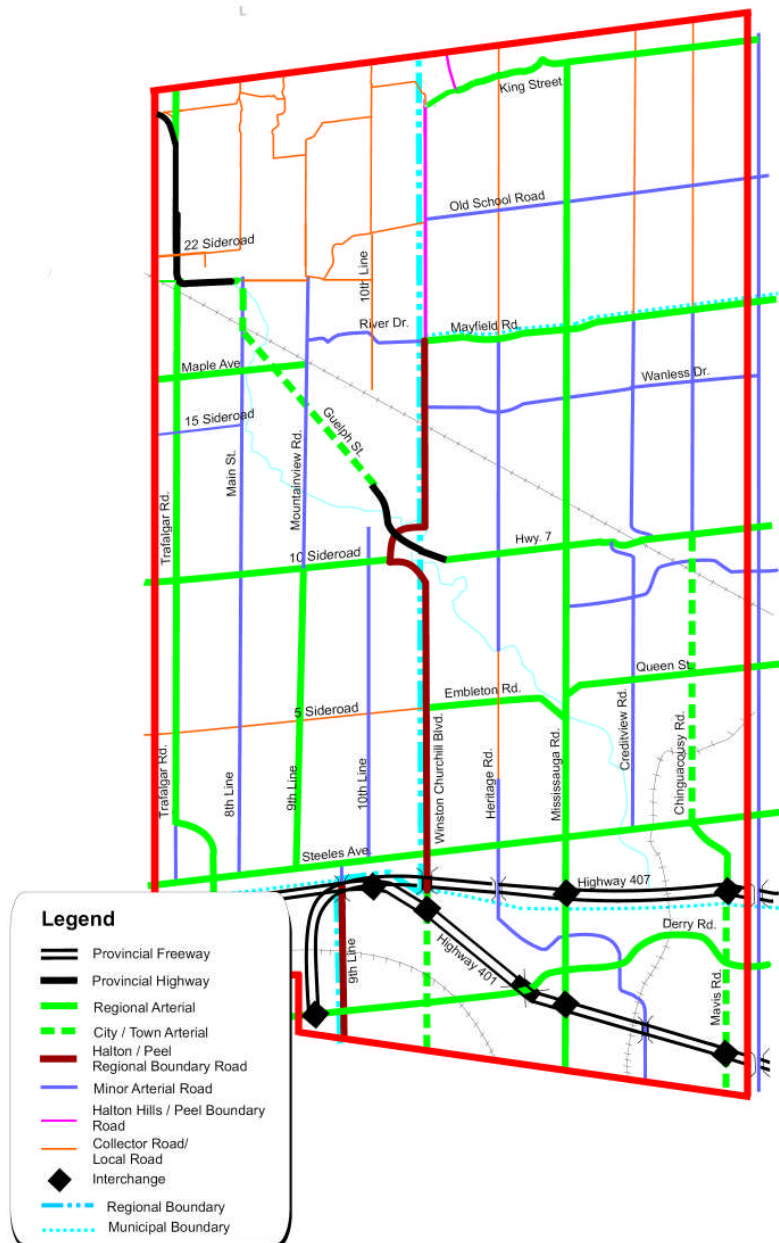 L
King Street
Old School Road
22 Sideroad
10th Line
River Dr.
Mayfield Rd.
Maple Ave
Wanless Dr.
15 Sideroad
Guelph St.
Trafalgar Rd.
Main St.
Mountainview Rd.
Hwy. 7
10 Sideroad
Queen St.
Embleton Rd.
5 Sideroad
Trafalgar Rd.
8th Line
9th Line
10th Line
Winston Churchill Blvd.
Heritage Rd.
Mississauga Rd.
Creditview Rd.
Chinguacousy Rd.
Steeles Ave.
Highway 407
Derry Rd.
9th Line
Highway 401
Mavis Rd.
Legend
Provincial Freeway
Provincial Highway
Regional Arterial
City / Town Arterial
Halton / Peel
Regional Boundary Road
Minor Arterial Road
Halton Hills / Peel Boundary
Road
Collector Road/
Local Road
Interchange
Regional Boundary
Municipal Boundary